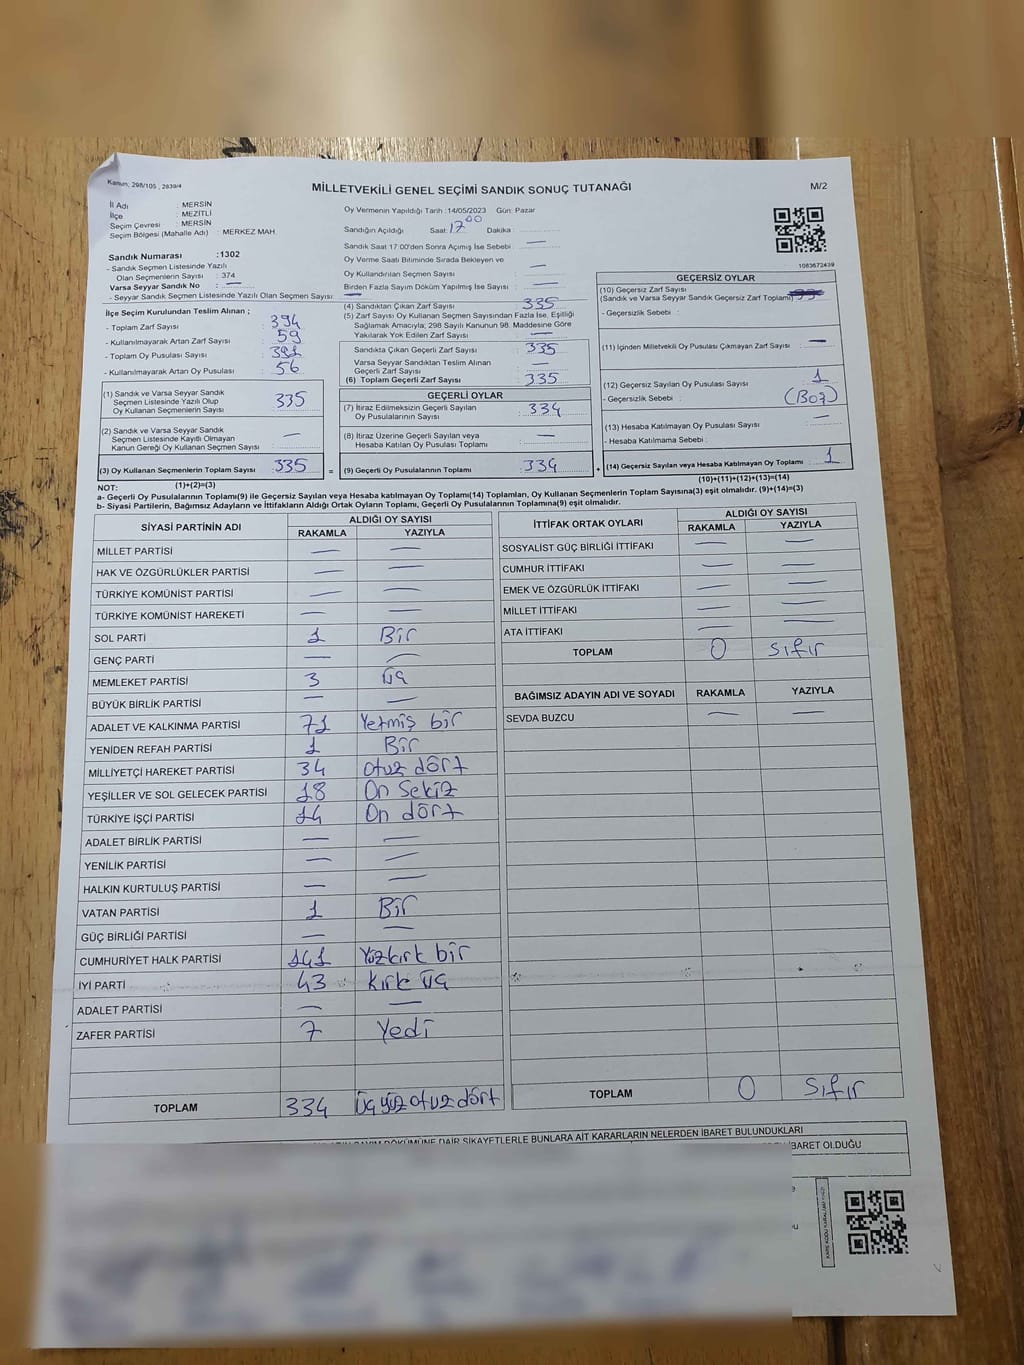 Kanun; 298/105 , 2839/4
MİLLETVEKİLİ GENEL SEÇİMİ SANDIK SONUÇ TUTANAĞI
M/2
İl Adı : MERSİN
İlçe : MEZİTLİ
Seçim Çevresi : MERSİN
Seçim Bölgesi (Mahalle Adı) : MERKEZ MAH.
Sandık Numarası :1302
- Sandık Seçmen Listesinde Yazılı
Olan Seçmenlerin Sayısı : 374
Varsa Seyyar Sandık No : —
- Seyyar Sandık Seçmen Listesinde Yazılı Olan Seçmen Sayısı: —
İlçe Seçim Kurulundan Teslim Alınan ;
- Toplam Zarf Sayısı : 394
- Kullanılmayarak Artan Zarf Sayısı : 59
- Toplam Oy Pusulası Sayısı : 391
- Kullanılmayarak Artan Oy Pusulası : 56
(1) Sandık ve Varsa Seyyar Sandık
Seçmen Listesinde Yazılı Olup
Oy Kullanan Seçmenlerin Sayısı : 335
(2) Sandık ve Varsa Seyyar Sandık
Seçmen Listesinde Kayıtlı Olmayan
Kanun Gereği Oy Kullanan Seçmen Sayısı : —
(3) Oy Kullanan Seçmenlerin Toplam Sayısı : 335 =
Oy Vermenin Yapıldığı Tarih :14/05/2023 Gün: Pazar
Sandığın Açıldığı Saat: 17 00 Dakika :
Sandık Saat 17:00'den Sonra Açımış İse Sebebi : —
Oy Verme Saati Bitiminde Sırada Bekleyen ve
Oy Kullandırılan Seçmen Sayısı : —
Birden Fazla Sayım Döküm Yapılmış İse Sayısı : —
(4) Sandıktan Çıkan Zarf Sayısı : 335
(5) Zarf Sayısı Oy Kullanan Seçmen Sayısından Fazla İse, Eşitliği
Sağlamak Amacıyla; 298 Sayılı Kanunun 98. Maddesine Göre
Yakılarak Yok Edilen Zarf Sayısı : —
Sandıkta Çıkan Geçerli Zarf Sayısı : 335
Varsa Seyyar Sandıktan Teslim Alınan
Geçerli Zarf Sayısı : —
(6) Toplam Geçerli Zarf Sayısı : 335
GEÇERLİ OYLAR
(7) İtiraz Edilmeksizin Geçerli Sayılan
Oy Pusulalarının Sayısı : 334
(8) İtiraz Üzerine Geçerli Sayılan veya
Hesaba Katılan Oy Pusulası Toplamı : —
(9) Geçerli Oy Pusulalarının Toplamı : 334 +
1083672439
GEÇERSİZ OYLAR
(10) Geçersiz Zarf Sayısı
(Sandık ve Varsa Seyyar Sandık Geçersiz Zarf Toplamı) :
- Geçersizlik Sebebi :
(11) İçinden Milletvekili Oy Pusulası Çıkmayan Zarf Sayısı : —
(12) Geçersiz Sayılan Oy Pusulası Sayısı : 1
- Geçersizlik Sebebi : (Boş)
(13) Hesaba Katılmayan Oy Pusulası Sayısı : —
- Hesaba Katılmama Sebebi :
(14) Geçersiz Sayılan veya Hesaba Katılmayan Oy Toplamı : 1
NOT: (1)+(2)=(3) (10)+(11)+(12)+(13)=(14)
a- Geçerli Oy Pusulalarının Toplamı(9) ile Geçersiz Sayılan veya Hesaba katılmayan Oy Toplamı(14) Toplamları, Oy Kullanan Seçmenlerin Toplam Sayısına(3) eşit olmalıdır. (9)+(14)=(3)
b- Siyasi Partilerin, Bağımsız Adayların ve İttifakların Aldığı Ortak Oyların Toplamı, Geçerli Oy Pusulalarının Toplamına(9) eşit olmalıdır.
SİYASİ PARTİNİN ADI ALDIĞI OY SAYISI
RAKAMLA YAZIYLA
MİLLET PARTİSİ — —
HAK VE ÖZGÜRLÜKLER PARTİSİ — —
TÜRKİYE KOMÜNİST PARTİSİ — —
TÜRKİYE KOMÜNİST HAREKETİ — —
SOL PARTİ 1 Bir
GENÇ PARTİ — —
MEMLEKET PARTİSİ 3 üç
BÜYÜK BİRLİK PARTİSİ — —
ADALET VE KALKINMA PARTİSİ 71 Yetmiş bir
YENİDEN REFAH PARTİSİ 1 Bir
MİLLİYETÇİ HAREKET PARTİSİ 34 otuz dört
YEŞİLLER VE SOL GELECEK PARTİSİ 18 On Sekiz
TÜRKİYE İŞÇİ PARTİSİ 14 On dört
ADALET BİRLİK PARTİSİ — —
YENİLİK PARTİSİ — —
HALKIN KURTULUŞ PARTİSİ — —
VATAN PARTİSİ 1 Bir
GÜÇ BİRLİĞİ PARTİSİ — —
CUMHURİYET HALK PARTİSİ 141 Yüzkırk bir
İYİ PARTİ 43 Kırk üç
ADALET PARTİSİ — —
ZAFER PARTİSİ 7 Yedi
TOPLAM 334 üç yüz otuz dört
İTTİFAK ORTAK OYLARI ALDIĞI OY SAYISI
RAKAMLA YAZIYLA
SOSYALİST GÜÇ BİRLİĞİ İTTİFAKI — —
CUMHUR İTTİFAKI — —
EMEK VE ÖZGÜRLÜK İTTİFAKI — —
MİLLET İTTİFAKI — —
ATA İTTİFAKI — —
TOPLAM 0 sıfır
BAĞIMSIZ ADAYIN ADI VE SOYADI RAKAMLA YAZIYLA
SEVDA BUZCU — —
TOPLAM 0 Sıfır
SAYIM DÖKÜMÜNE DAİR ŞİKAYETLERLE BUNLARA AİT KARARLARIN NELERDEN İBARET BULUNDUKLARI
İBARET OLDUĞU